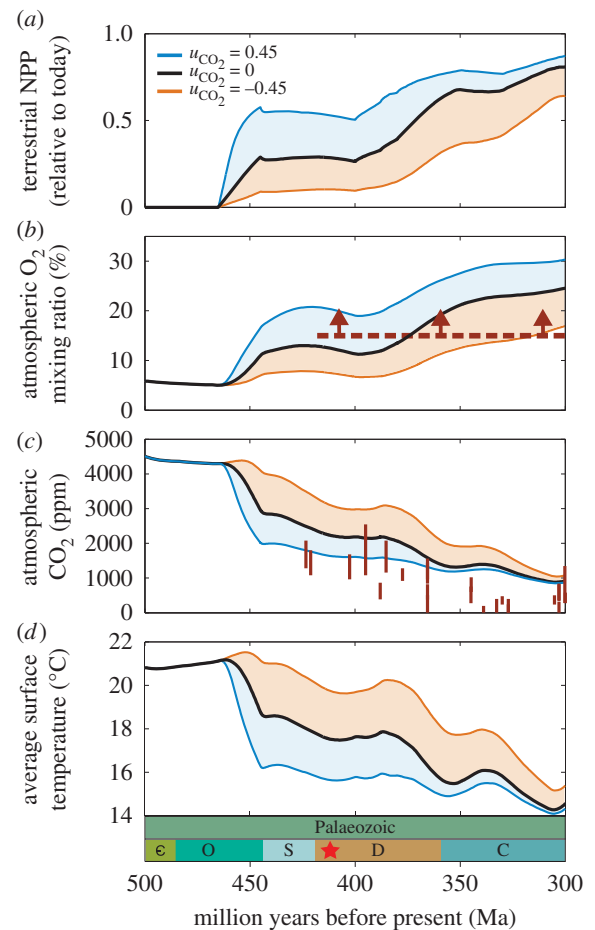 (a)
1.0
0.5
0
terrestrial NPP
(relative to today)
u_CO2 = 0.45
u_CO2 = 0
u_CO2 = –0.45
(b)
30
20
10
0
atmospheric O2
mixing ratio (%)
(c)
5000
4000
3000
2000
1000
0
atmospheric
CO2 (ppm)
(d)
22
20
18
16
14
average surface
temperature (°C)
Palaeozoic
Ꞓ O S D C
500 450 400 350 300
million years before present (Ma)